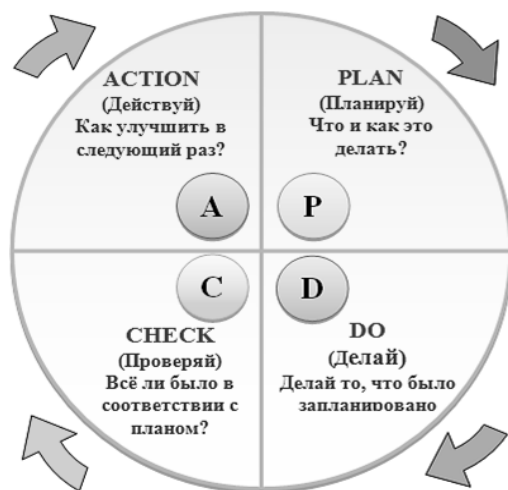 ACTION
(Действуй)
Как улучшить в
следующий раз?
PLAN
(Планируй)
Что и как это
делать?
A
P
C
D
CHECK
(Проверяй)
Всё ли было в
соответствии с
планом?
DO
(Делай)
Делай то, что было
запланировано